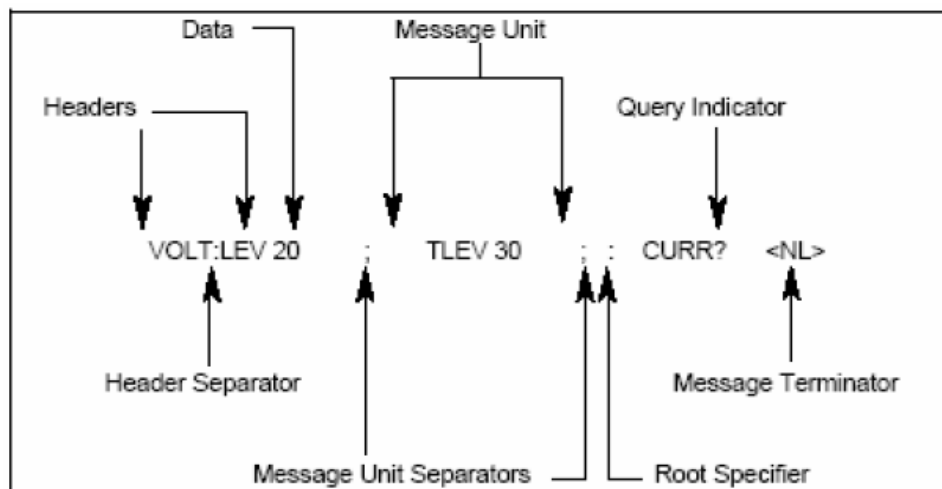 Data Message Unit
Headers Query Indicator
VOLT:LEV 20 ; TLEV 30 ; : CURR? <NL>
Header Separator Message Terminator
Message Unit Separators Root Specifier